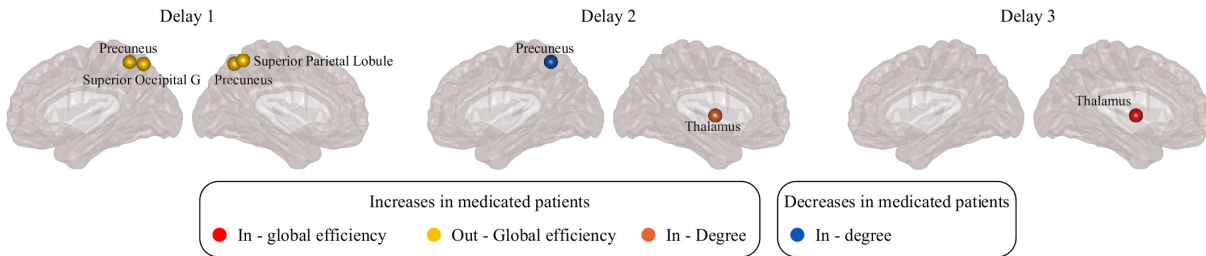 Delay 1
Delay 2
Delay 3
Precuneus
Superior Occipital G
Superior Parietal Lobule
Precuneus
Precuneus
Thalamus
Thalamus
Increases in medicated patients
In - global efficiency
Out - Global efficiency
In - Degree
Decreases in medicated patients
In - degree